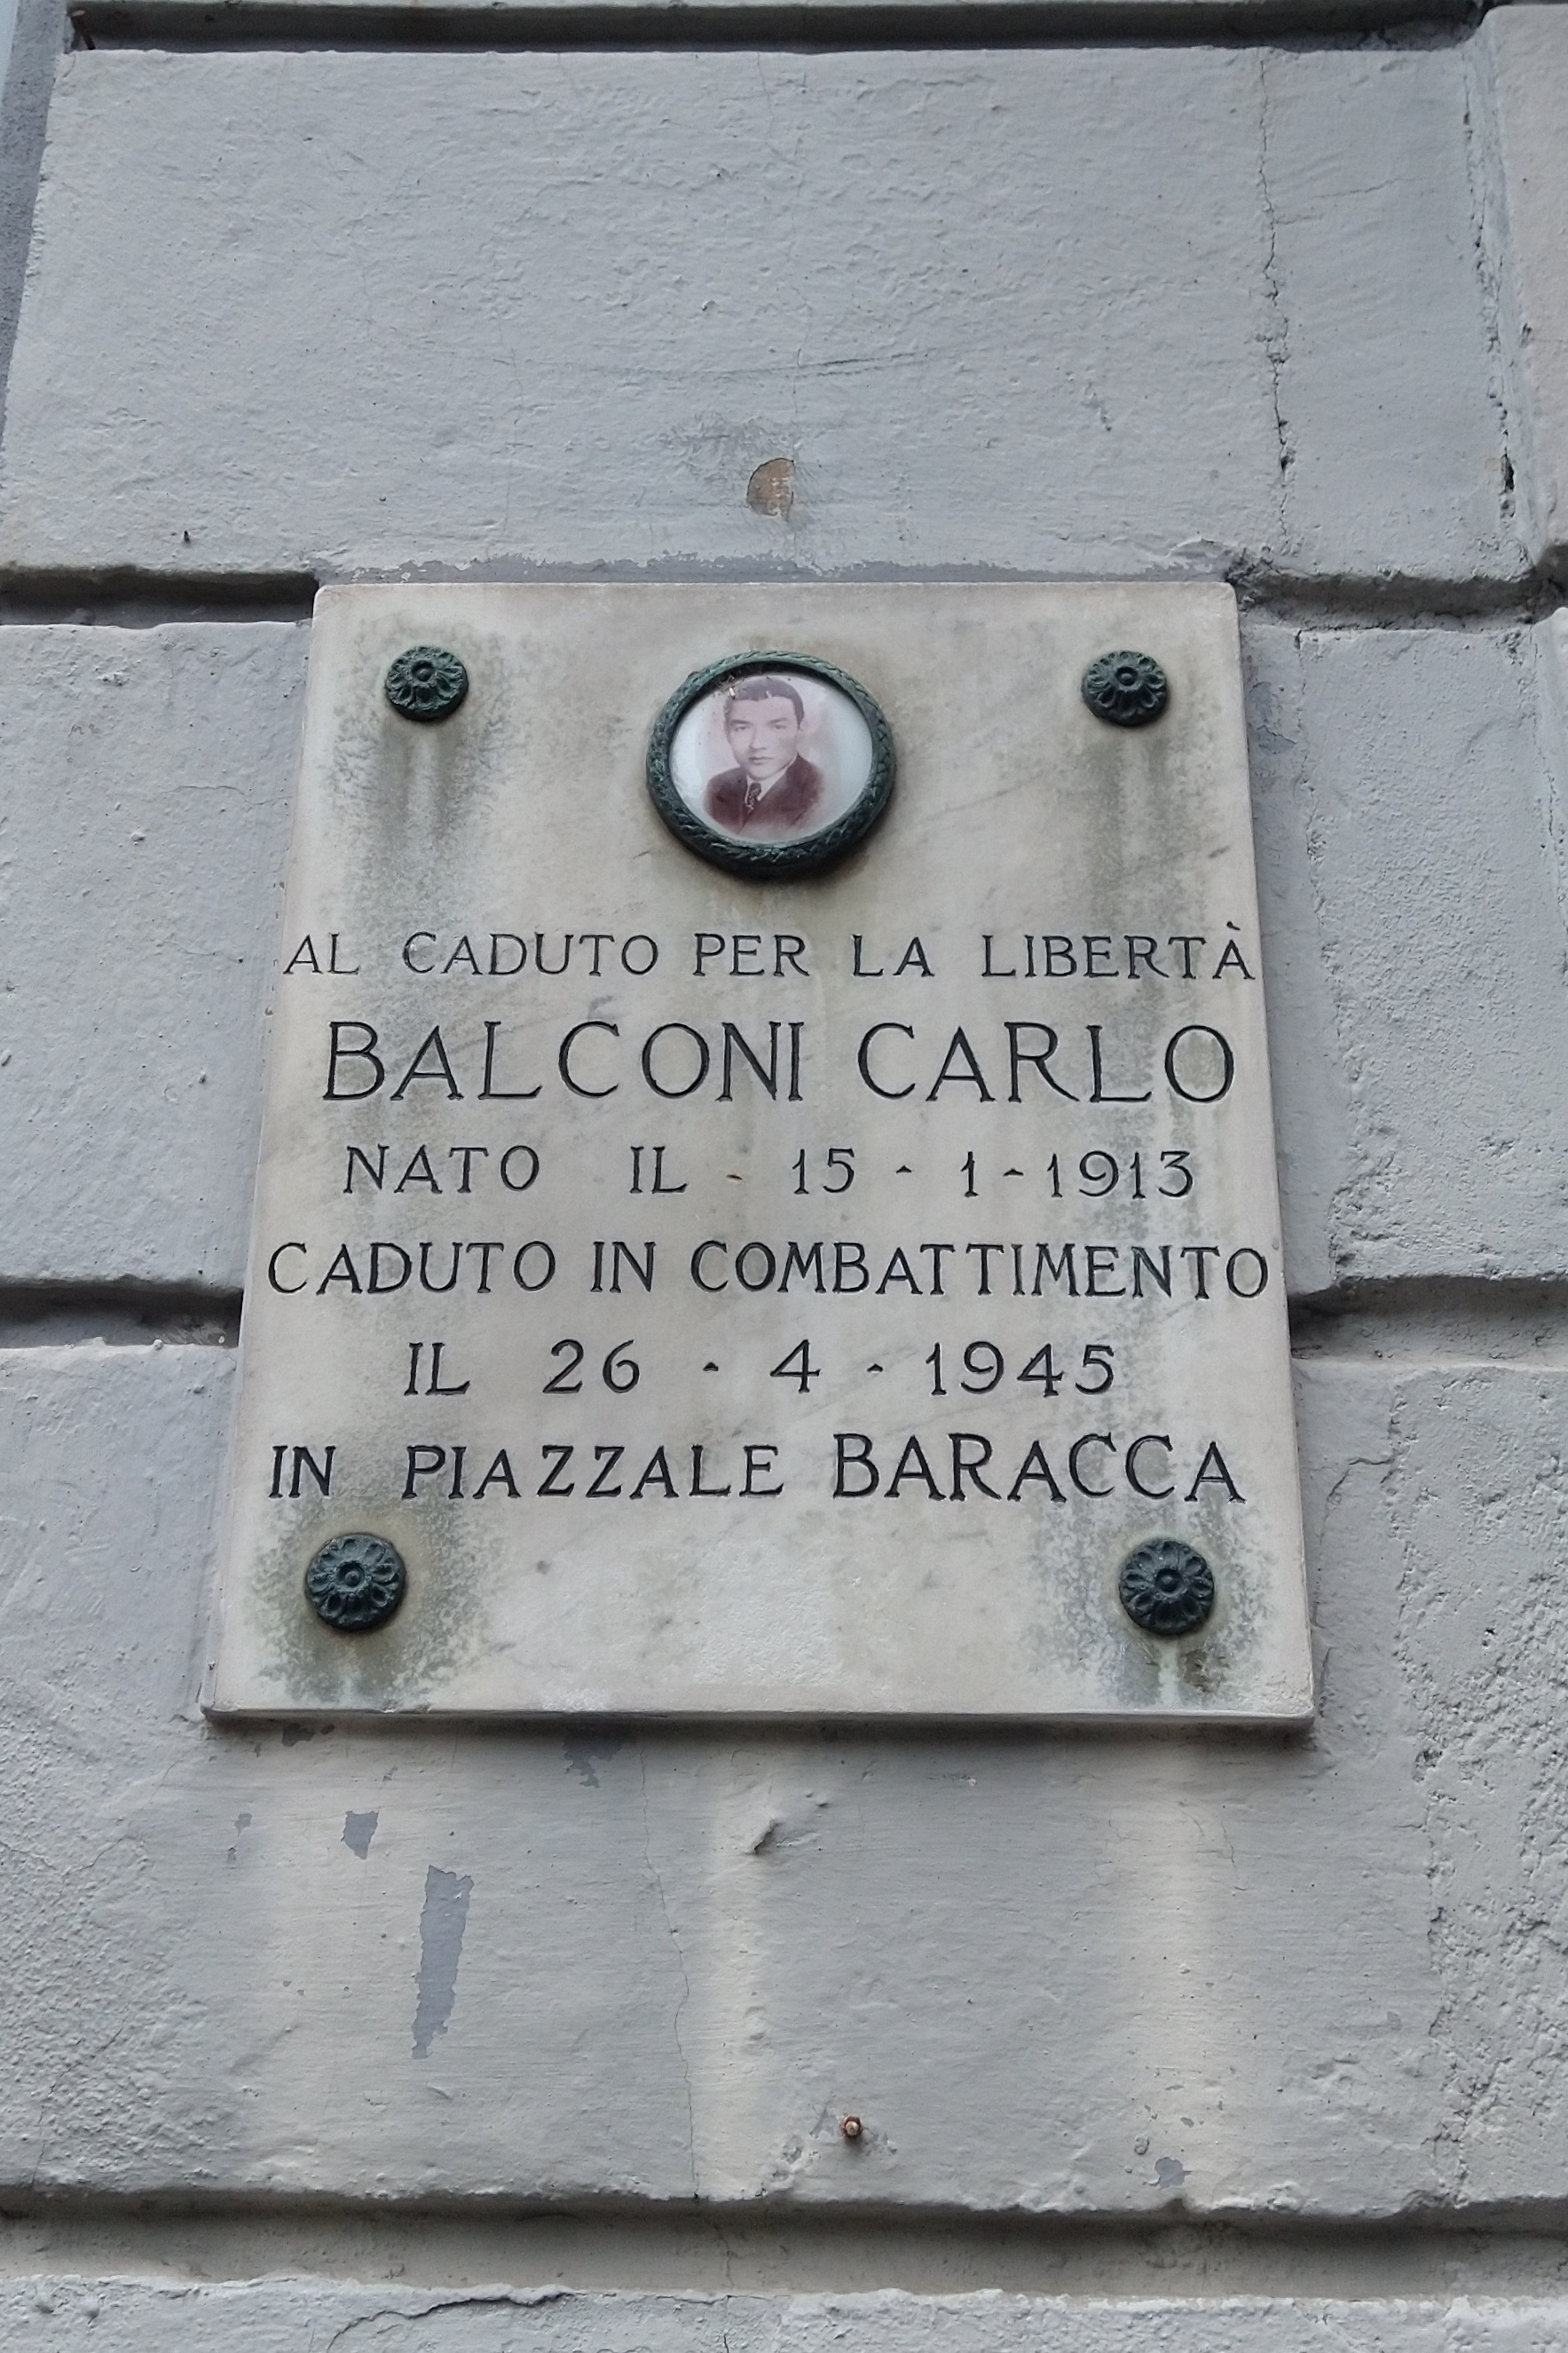 AL CADUTO PER LA LIBERTÀ
BALCONI CARLO
NATO IL - 15 - 1 - 1913
CADUTO IN COMBATTIMENTO
IL 26 - 4 - 1945
IN PIAZZALE BARACCA